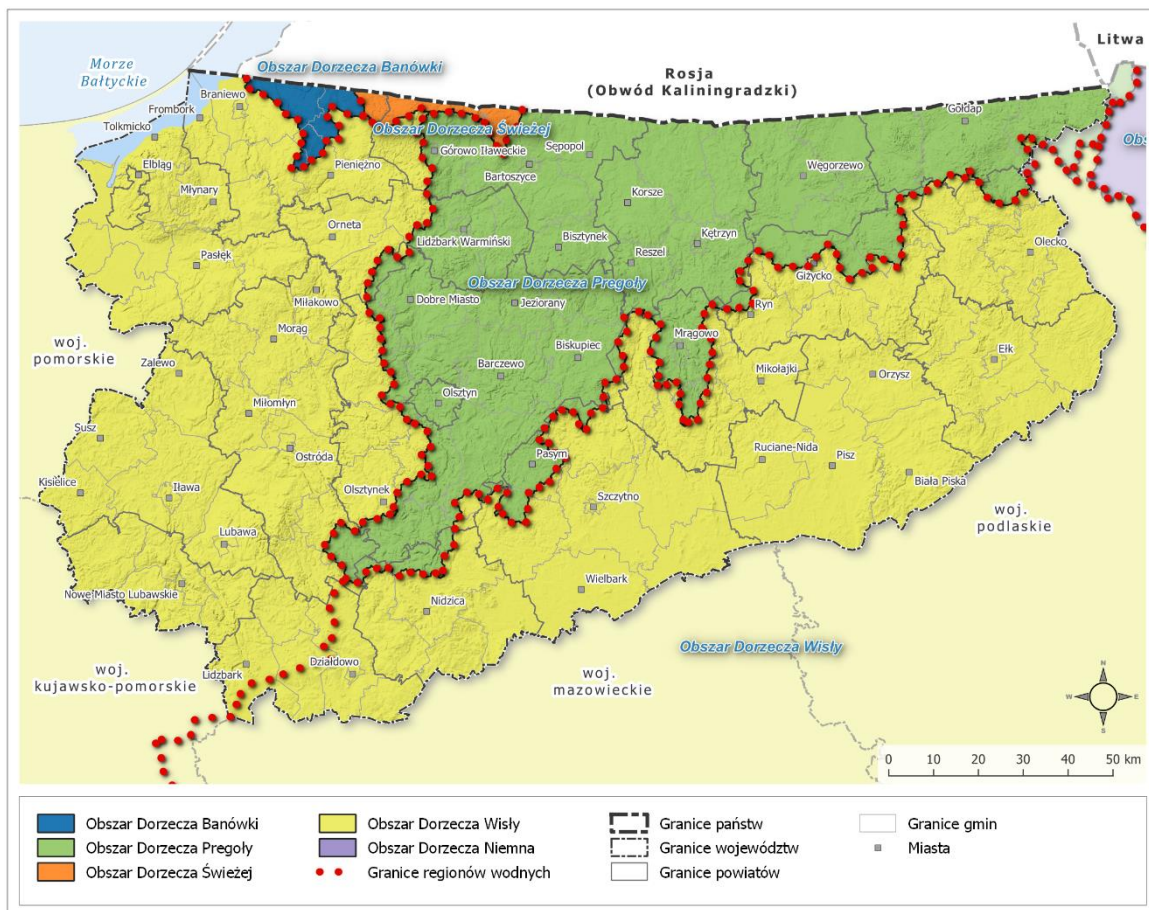 Litwa
Obszar Dorzecza Banówki
Morze
Bałtyckie
Rosja
(Obwód Kaliningradzki)
Braniewo
Frombork
Gołdap
Tolkmicko
Obszar Dorzecza Świeżej
Górowo Iławeckie
Sępopol
Elbląg
Pieniężno
Bartoszyce
Węgorzewo
Młynary
Korsze
Orneta
Lidzbark Warmiński
Bisztynek
Kętrzyn
Olecko
Pasłęk
Reszel
Giżycko
Obszar Dorzecza Pregoły
Miłakowo
Dobre Miasto
Jeziorany
Ryn
woj.
pomorskie
Morąg
Mrągowo
Biskupiec
Ełk
Zalewo
Barczewo
Mikołajki
Orzysz
Olsztyn
Miłomłyn
Susz
Ostróda
Ruciane-Nida
Pisz
Pasym
Biała Piska
Kisielice
Iława
Olsztynek
Szczytno
woj.
podlaskie
Lubawa
Nowe Miasto Lubawskie
Wielbark
Nidzica
Obszar Dorzecza Wisły
Działdowo
Lidzbark
woj.
kujawsko-pomorskie
woj.
mazowieckie
N
W
E
S
0 10 20 30 40 50 km
Obszar Dorzecza Banówki
Obszar Dorzecza Pregoły
Obszar Dorzecza Świeżej
Obszar Dorzecza Wisły
Obszar Dorzecza Niemna
Granice regionów wodnych
Granice państw
Granice województw
Granice powiatów
Granice gmin
Miasta